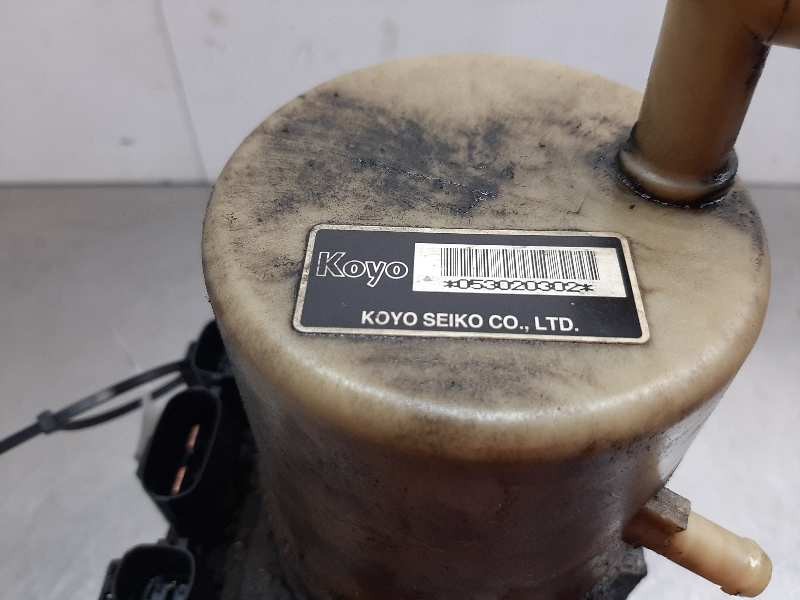 Koyo
*053020302*
KOYO SEIKO CO., LTD.